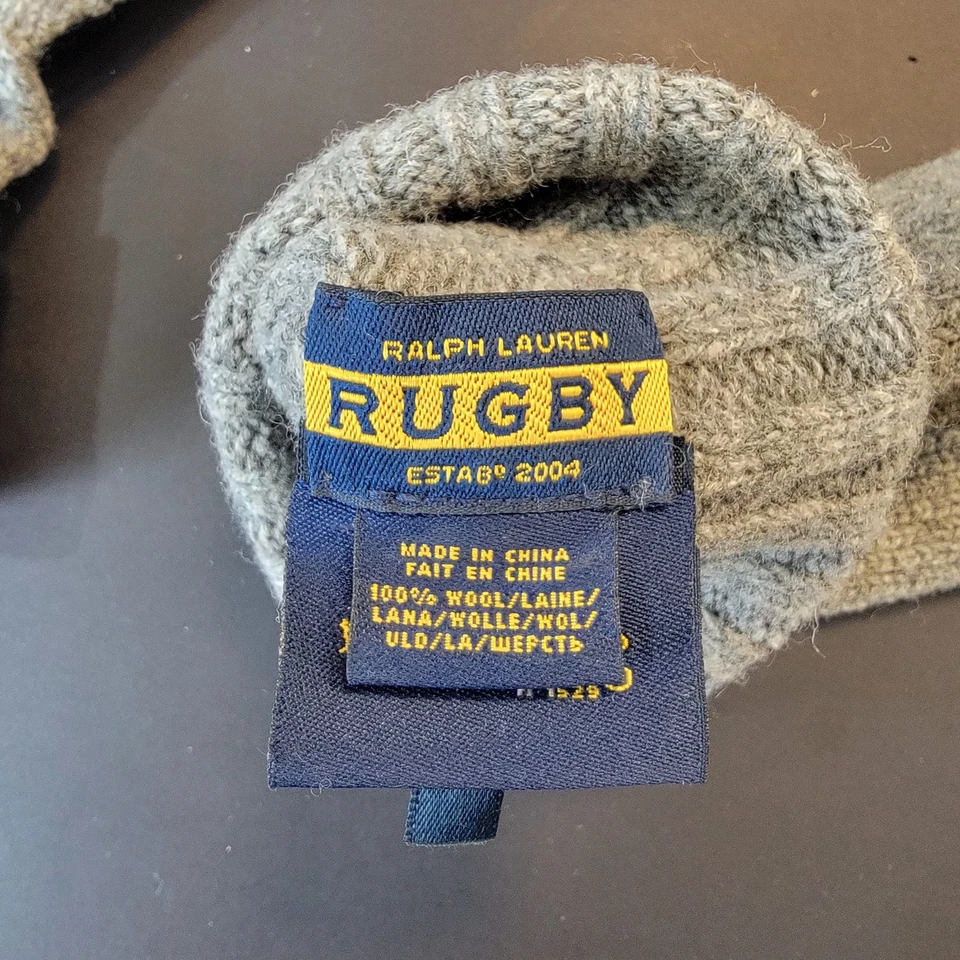 RALPH LAUREN
RUGBY
ESTABᴰ 2004
MADE IN CHINA
FAIT EN CHINE
100% WOOL/LAINE/
LANA/WOLLE/WOL/
ULD/LA/ШЕРСТЬ
1529